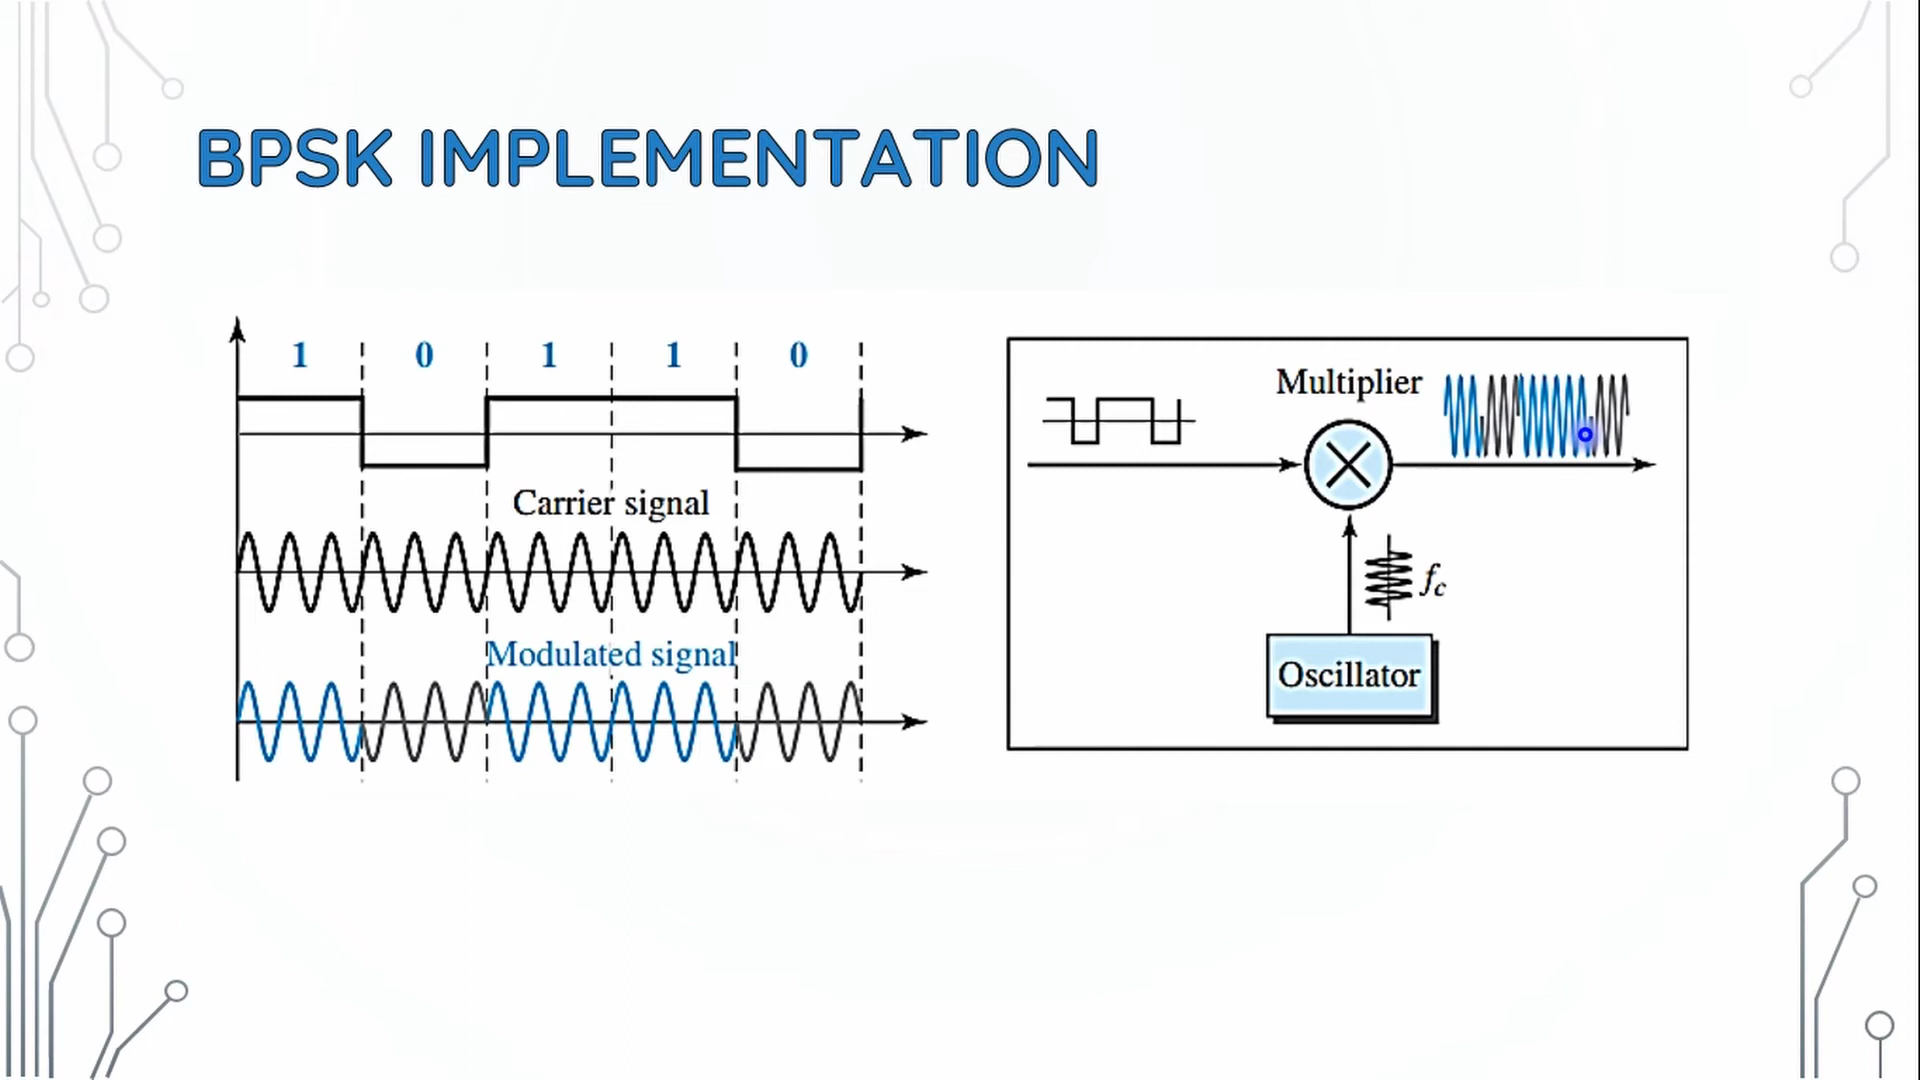 BPSK IMPLEMENTATION
1 0 1 1 0
Carrier signal
Modulated signal
Multiplier
fc
Oscillator